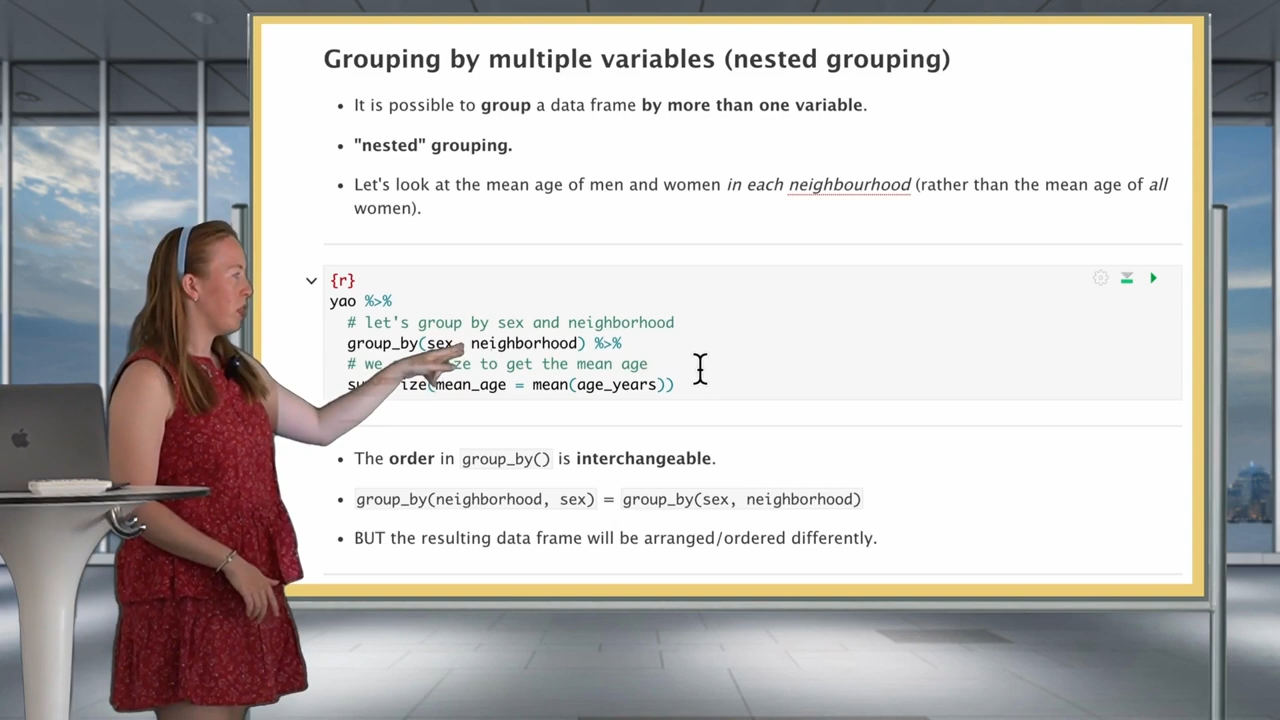 Grouping by multiple variables (nested grouping)
• It is possible to group a data frame by more than one variable.
• "nested" grouping.
• Let's look at the mean age of men and women in each neighbourhood (rather than the mean age of all
women).
{r}
yao %>%
# let's group by sex and neighborhood
group_by(sex, neighborhood) %>%
# we ze to get the mean age
su ize(mean_age = mean(age_years))
• The order in group_by() is interchangeable.
• group_by(neighborhood, sex) = group_by(sex, neighborhood)
• BUT the resulting data frame will be arranged/ordered differently.